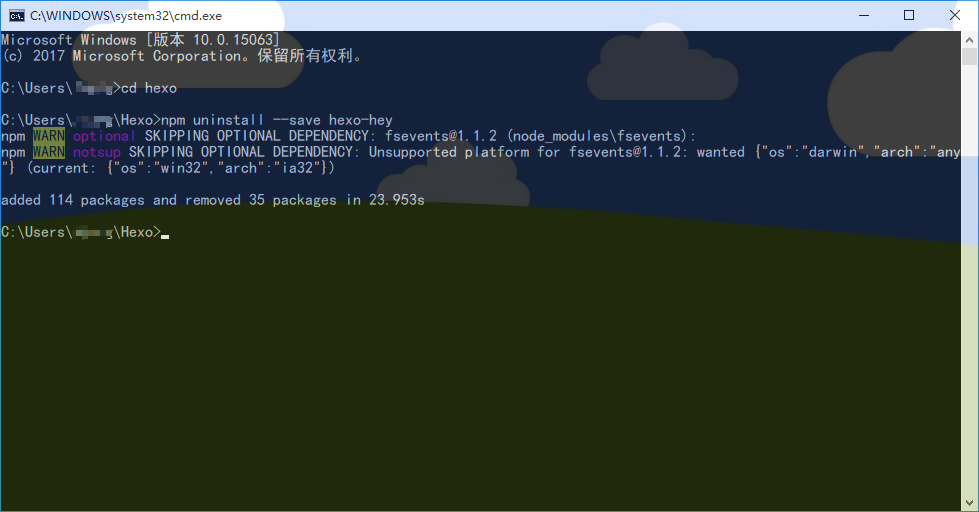 C:\WINDOWS\system32\cmd.exe
Microsoft Windows [版本 10.0.15063]
(c) 2017 Microsoft Corporation。保留所有权利。
C:\Users\ >cd hexo
C:\Users\ \Hexo>npm uninstall --save hexo-hey
npm WARN optional SKIPPING OPTIONAL DEPENDENCY: fsevents@1.1.2 (node_modules\fsevents):
npm WARN notsup SKIPPING OPTIONAL DEPENDENCY: Unsupported platform for fsevents@1.1.2: wanted {"os":"darwin","arch":"any
"} (current: {"os":"win32","arch":"ia32"})
added 114 packages and removed 35 packages in 23.953s
C:\Users\ \Hexo>